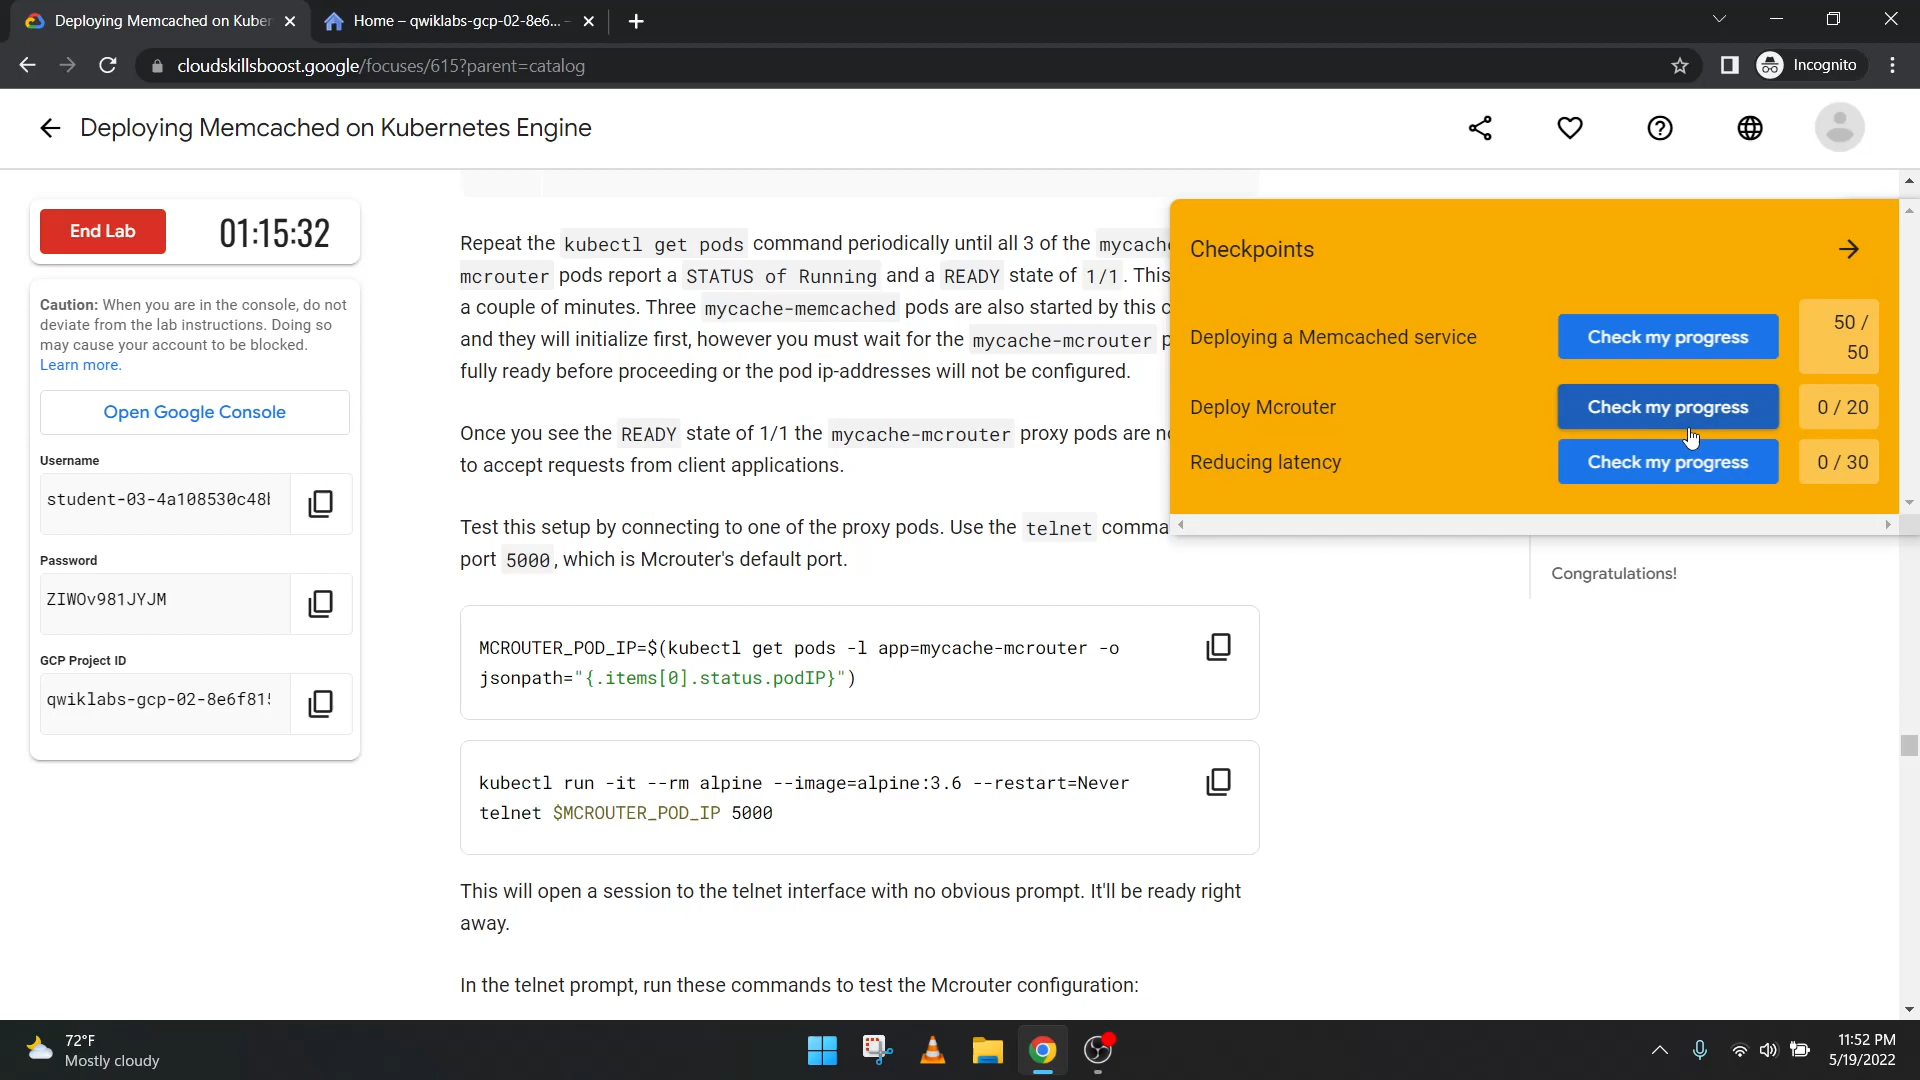 Deploying Memcached on Kuber
Home – qwiklabs-gcp-02-8e6...
cloudskillsboost.google/focuses/615?parent=catalog
Incognito
Deploying Memcached on Kubernetes Engine
End Lab
01:15:32
Caution: When you are in the console, do not
deviate from the lab instructions. Doing so
may cause your account to be blocked.
Learn more.
Open Google Console
Username
student-03-4a108530c48
Password
ZIWOv981JYJM
GCP Project ID
qwiklabs-gcp-02-8e6f81
Repeat the kubectl get pods command periodically until all 3 of the mycach
mcrouter pods report a STATUS of Running and a READY state of 1/1. This
a couple of minutes. Three mycache-memcached pods are also started by this c
and they will initialize first, however you must wait for the mycache-mcrouter p
fully ready before proceeding or the pod ip-addresses will not be configured.
Once you see the READY state of 1/1 the mycache-mcrouter proxy pods are n
to accept requests from client applications.
Test this setup by connecting to one of the proxy pods. Use the telnet comma
port 5000, which is Mcrouter's default port.
MCROUTER_POD_IP=$(kubectl get pods -l app=mycache-mcrouter -o
jsonpath="{.items[0].status.podIP}")
kubectl run -it --rm alpine --image=alpine:3.6 --restart=Never
telnet $MCROUTER_POD_IP 5000
This will open a session to the telnet interface with no obvious prompt. It'll be ready right
away.
In the telnet prompt, run these commands to test the Mcrouter configuration:
Checkpoints
Deploying a Memcached service
Check my progress
50 /
50
Deploy Mcrouter
Check my progress
0 / 20
Reducing latency
Check my progress
0 / 30
Congratulations!
72°F
Mostly cloudy
11:52 PM
5/19/2022